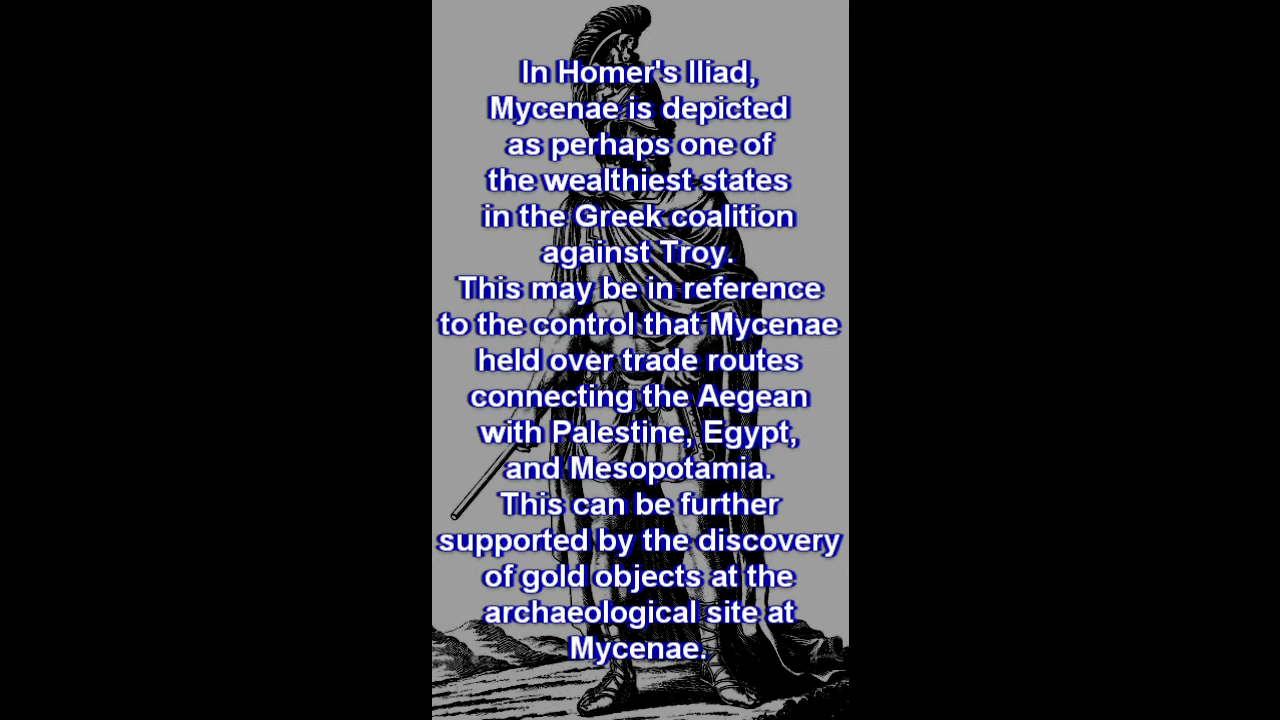 In Homer's Iliad,
Mycenae is depicted
as perhaps one of
the wealthiest states
in the Greek coalition
against Troy.
This may be in reference
to the control that Mycenae
held over trade routes
connecting the Aegean
with Palestine, Egypt,
and Mesopotamia.
This can be further
supported by the discovery
of gold objects at the
archaeological site at
Mycenae.